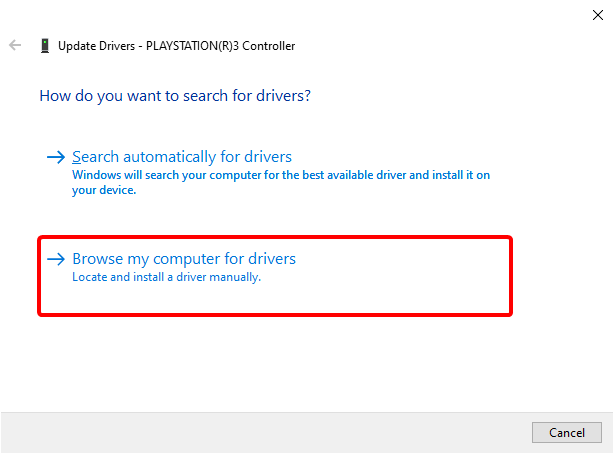 Update Drivers - PLAYSTATION(R)3 Controller
How do you want to search for drivers?
Search automatically for drivers
Windows will search your computer for the best available driver and install it on
your device.
Browse my computer for drivers
Locate and install a driver manually.
Cancel